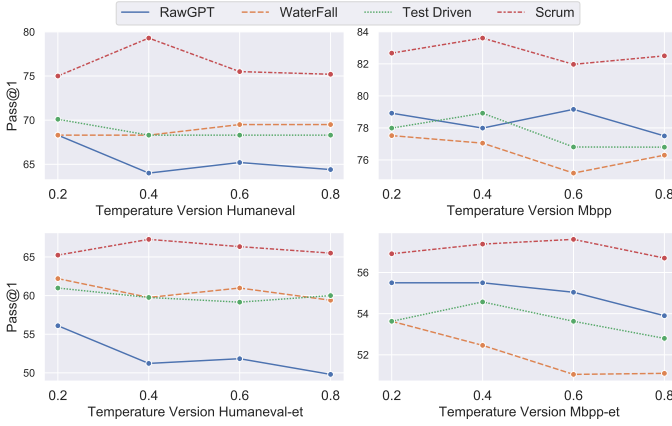 RawGPT WaterFall Test Driven Scrum
80
75
70
65
Pass@1
0.2 0.4 0.6 0.8
Temperature Version Humaneval
84
82
80
78
76
0.2 0.4 0.6 0.8
Temperature Version Mbpp
65
60
55
50
Pass@1
0.2 0.4 0.6 0.8
Temperature Version Humaneval-et
56
54
52
0.2 0.4 0.6 0.8
Temperature Version Mbpp-et